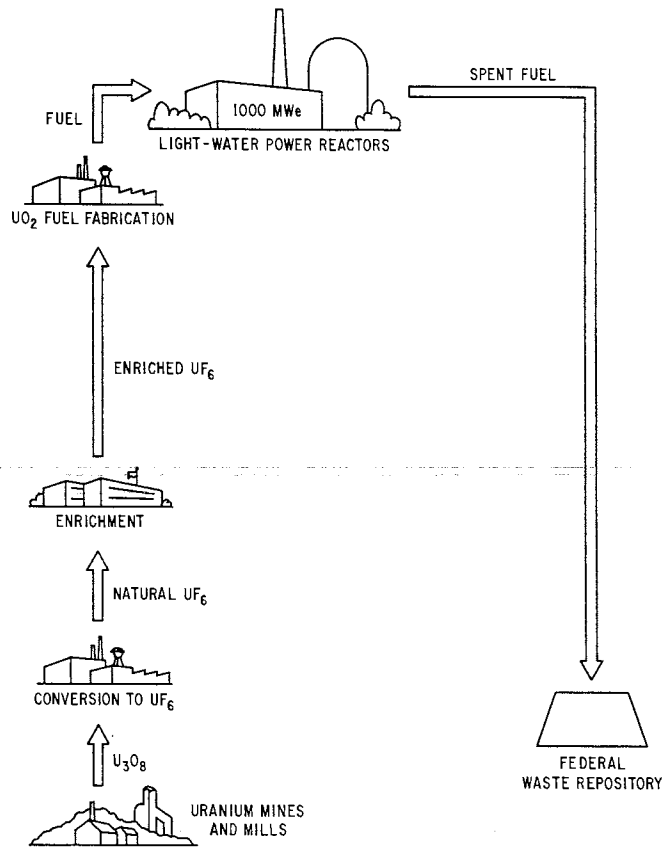 SPENT FUEL
1000 MWe
FUEL
LIGHT-WATER POWER REACTORS
UO₂ FUEL FABRICATION
ENRICHED UF₆
ENRICHMENT
NATURAL UF₆
CONVERSION TO UF₆
U₃O₈
URANIUM MINES
AND MILLS
FEDERAL
WASTE REPOSITORY